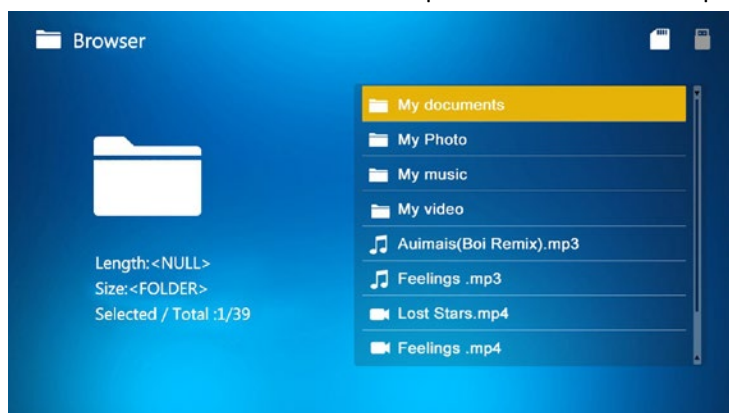 Browser
My documents
My Photo
My music
My video
Auimais(Boi Remix).mp3
Feelings .mp3
Lost Stars.mp4
Feelings .mp4
Length:<NULL>
Size:<FOLDER>
Selected / Total :1/39